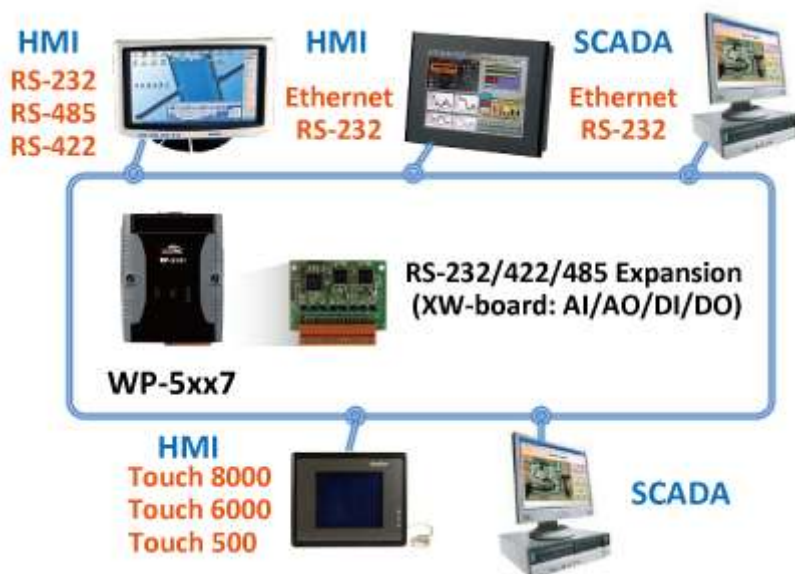 HMI
RS-232
RS-485
RS-422
HMI
Ethernet
RS-232
SCADA
Ethernet
RS-232
RS-232/422/485 Expansion
(XW-board: AI/AO/DI/DO)
WP-5xx7
HMI
Touch 8000
Touch 6000
Touch 500
SCADA